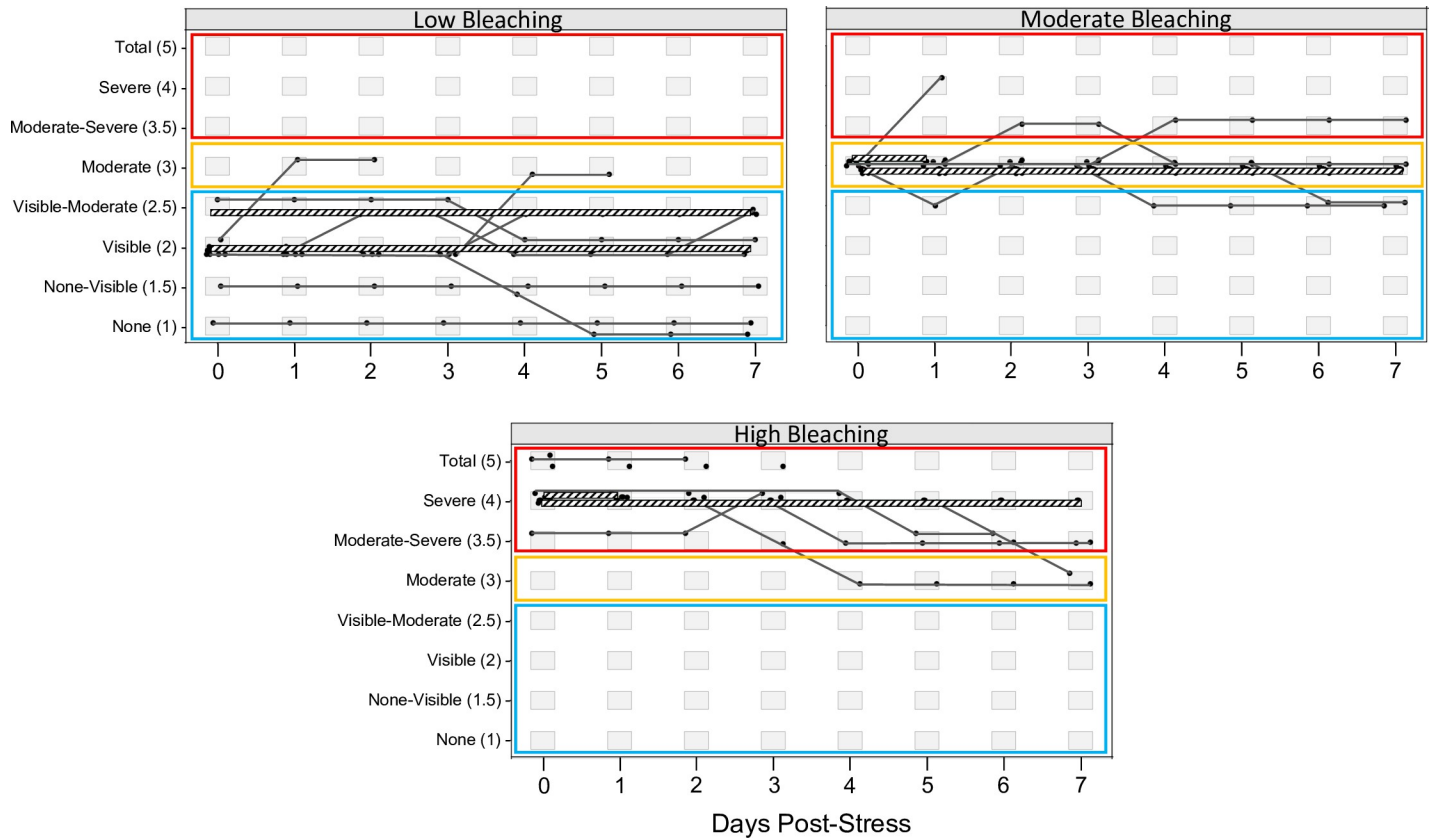 Low Bleaching
Total (5)
Severe (4)
Moderate-Severe (3.5)
Moderate (3)
Visible-Moderate (2.5)
Visible (2)
None-Visible (1.5)
None (1)
0 1 2 3 4 5 6 7
Moderate Bleaching
0 1 2 3 4 5 6 7
High Bleaching
Total (5)
Severe (4)
Moderate-Severe (3.5)
Moderate (3)
Visible-Moderate (2.5)
Visible (2)
None-Visible (1.5)
None (1)
0 1 2 3 4 5 6 7
Days Post-Stress